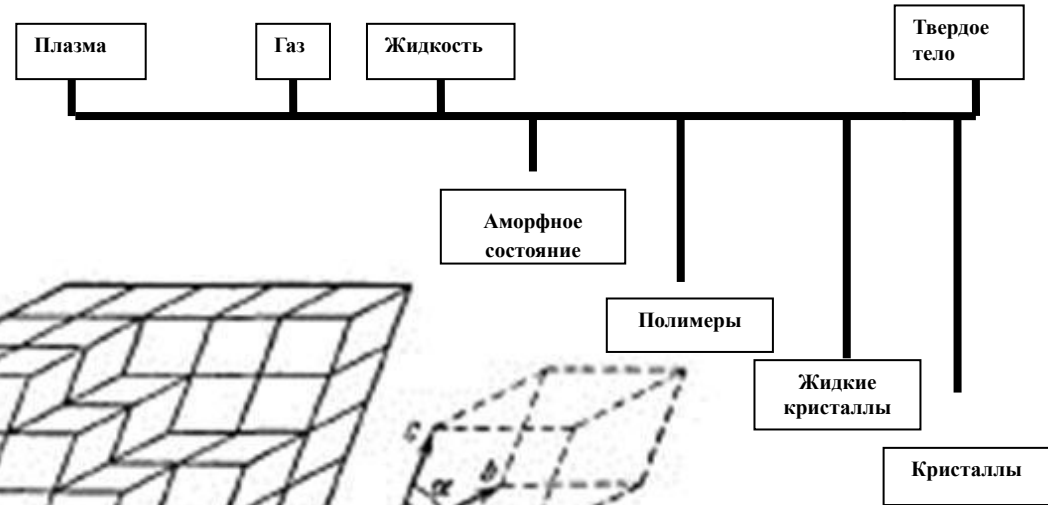 Плазма
Газ
Жидкость
Твердое
тело
Аморфное
состояние
Полимеры
Жидкие
кристаллы
Кристаллы
c
b
α